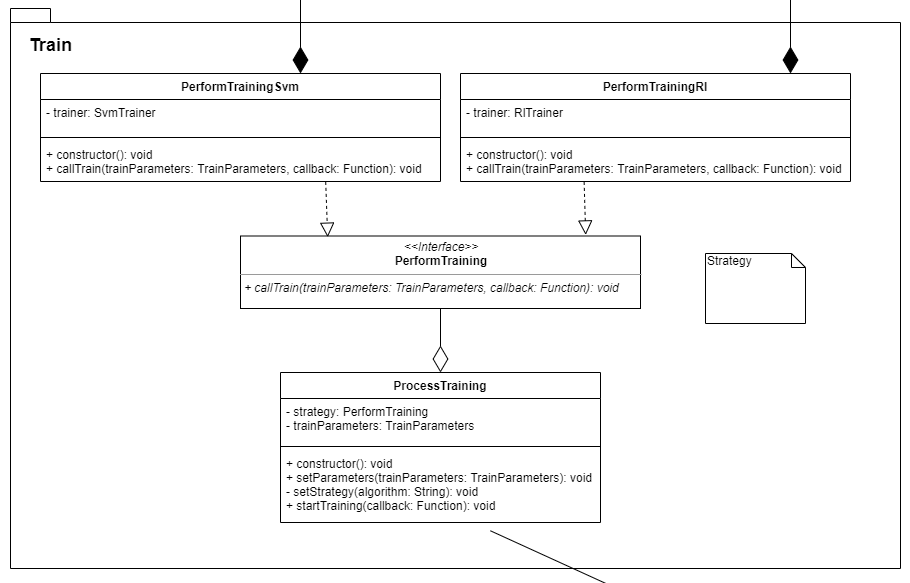 Train
PerformTrainingSvm
- trainer: SvmTrainer
+ constructor(): void
+ callTrain(trainParameters: TrainParameters, callback: Function): void
PerformTrainingRl
- trainer: RlTrainer
+ constructor(): void
+ callTrain(trainParameters: TrainParameters, callback: Function): void
<<Interface>>
PerformTraining
+ callTrain(trainParameters: TrainParameters, callback: Function): void
Strategy
ProcessTraining
- strategy: PerformTraining
- trainParameters: TrainParameters
+ constructor(): void
+ setParameters(trainParameters: TrainParameters): void
- setStrategy(algorithm: String): void
+ startTraining(callback: Function): void